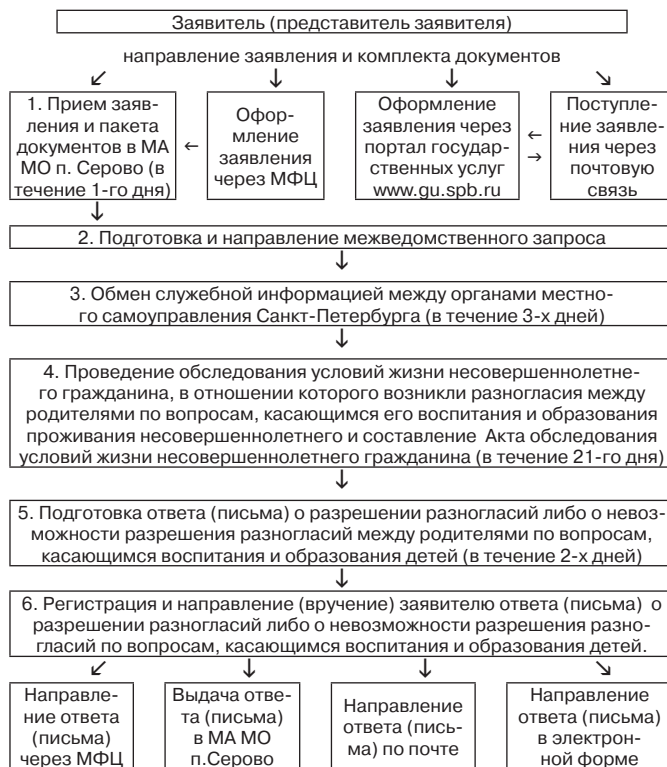 Заявитель (представитель заявителя)
направление заявления и комплекта документов
1. Прием заяв-
ления и пакета
документов в МА
МО п. Серово (в
течение 1-го дня)
Офор-
мление
заявления
через МФЦ
Оформление
заявления через
портал государ-
ственных услуг
www.gu.spb.ru
Поступле-
ние заявле-
ния через
почтовую
связь
2. Подготовка и направление межведомственного запроса
3. Обмен служебной информацией между органами местно-
го самоуправления Санкт-Петербурга (в течение 3-х дней)
4. Проведение обследования условий жизни несовершеннолетне-
го гражданина, в отношении которого возникли разногласия между
родителями по вопросам, касающимся его воспитания и образования
проживания несовершеннолетнего и составление Акта обследования
условий жизни несовершеннолетнего гражданина (в течение 21-го дня)
5. Подготовка ответа (письма) о разрешении разногласий либо о невоз-
можности разрешения разногласий между родителями по вопросам,
касающимся воспитания и образования детей (в течение 2-х дней)
6. Регистрация и направление (вручение) заявителю ответа (письма) о
разрешении разногласий либо о невозможности разрешения разно-
гласий по вопросам, касающимся воспитания и образования детей.
Направле-
ние ответа
(письма)
через МФЦ
Выдача отве-
та (письма)
в МА МО
п.Серово
Направление
ответа (пись-
ма) по почте
Направление
ответа (письма)
в электрон-
ной форме